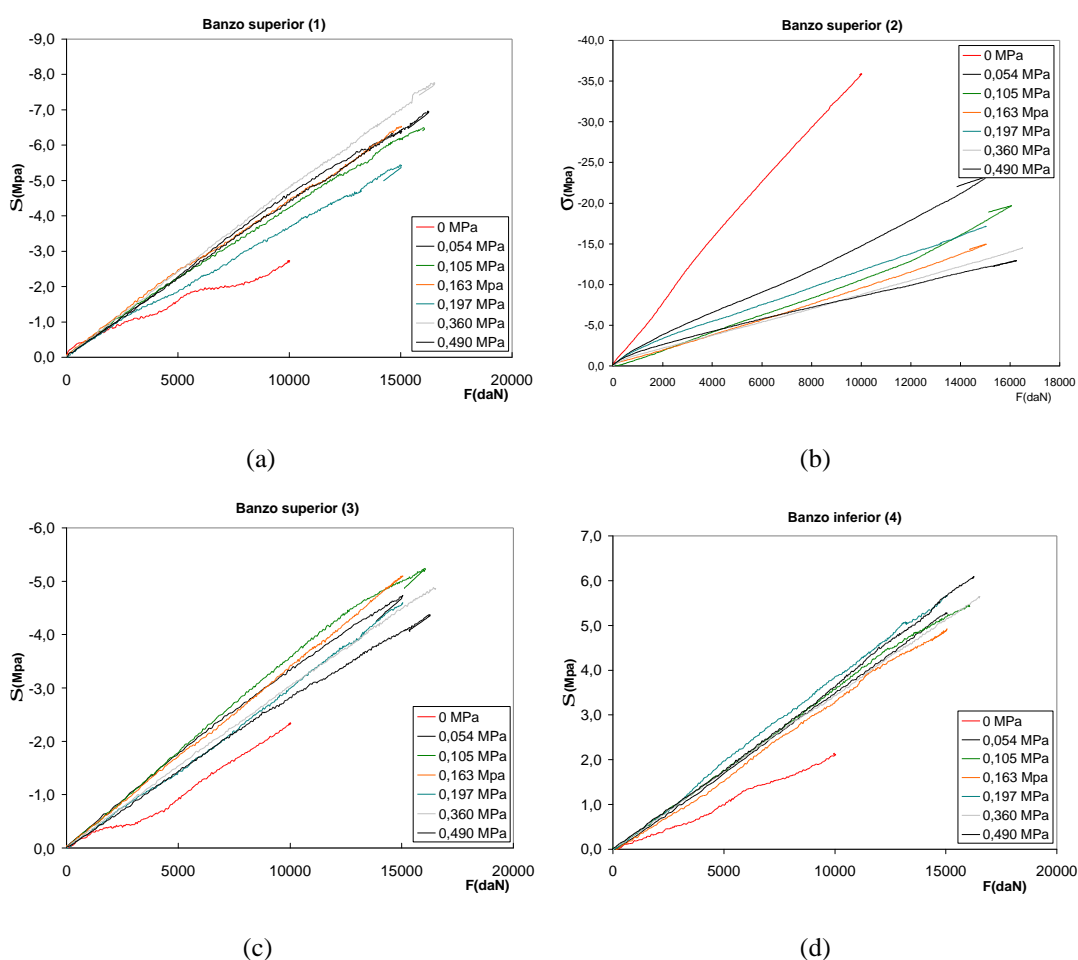 Banzo superior (1)
-9,0
-8,0
-7,0
-6,0
-5,0
-4,0
-3,0
-2,0
-1,0
0,0
S(Mpa)
0 5000 10000 15000 20000
F(daN)
0 MPa
0,054 MPa
0,105 MPa
0,163 MPa
0,197 MPa
0,360 MPa
0,490 MPa
(a)
Banzo superior (2)
-40,0
-35,0
-30,0
-25,0
-20,0
-15,0
-10,0
-5,0
0,0
σ(Mpa)
0 2000 4000 6000 8000 10000 12000 14000 16000 18000
F(daN)
0 MPa
0,054 MPa
0,105 MPa
0,163 Mpa
0,197 MPa
0,360 MPa
0,490 MPa
(b)
Banzo superior (3)
-6,0
-5,0
-4,0
-3,0
-2,0
-1,0
0,0
S(Mpa)
0 5000 10000 15000 20000
F(daN)
0 MPa
0,054 MPa
0,105 MPa
0,163 Mpa
0,197 MPa
0,360 MPa
0,490 MPa
(c)
Banzo inferior (4)
7,0
6,0
5,0
4,0
3,0
2,0
1,0
0,0
S(Mpa)
0 5000 10000 15000 20000
F(daN)
0 MPa
0,054 MPa
0,105 MPa
0,163 Mpa
0,197 MPa
0,360 MPa
0,490 MPa
(d)